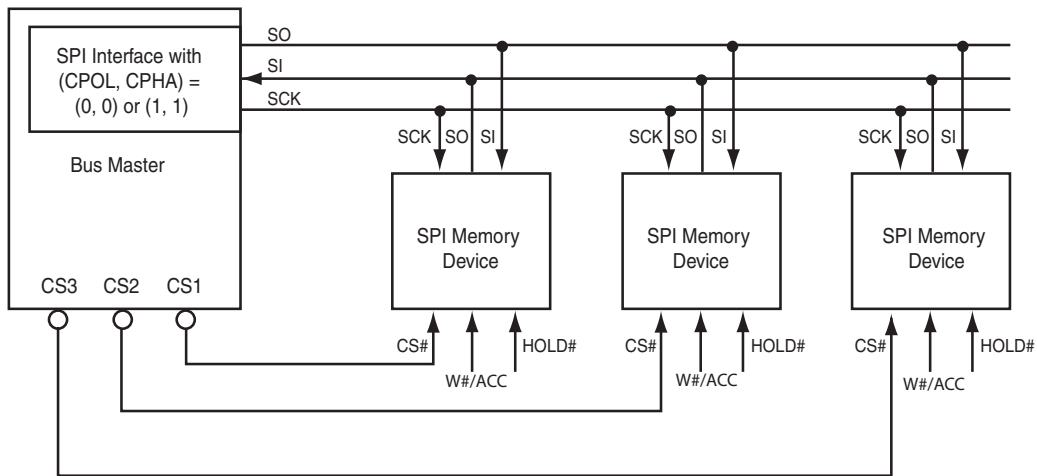 SO
SPI Interface with
(CPOL, CPHA) =
(0, 0) or (1, 1)
SI
SCK
Bus Master
SCK SO SI
SCK SO SI
SCK SO SI
SPI Memory
Device
SPI Memory
Device
SPI Memory
Device
CS3 CS2 CS1
CS# HOLD#
W#/ACC
CS# HOLD#
W#/ACC
CS# HOLD#
W#/ACC